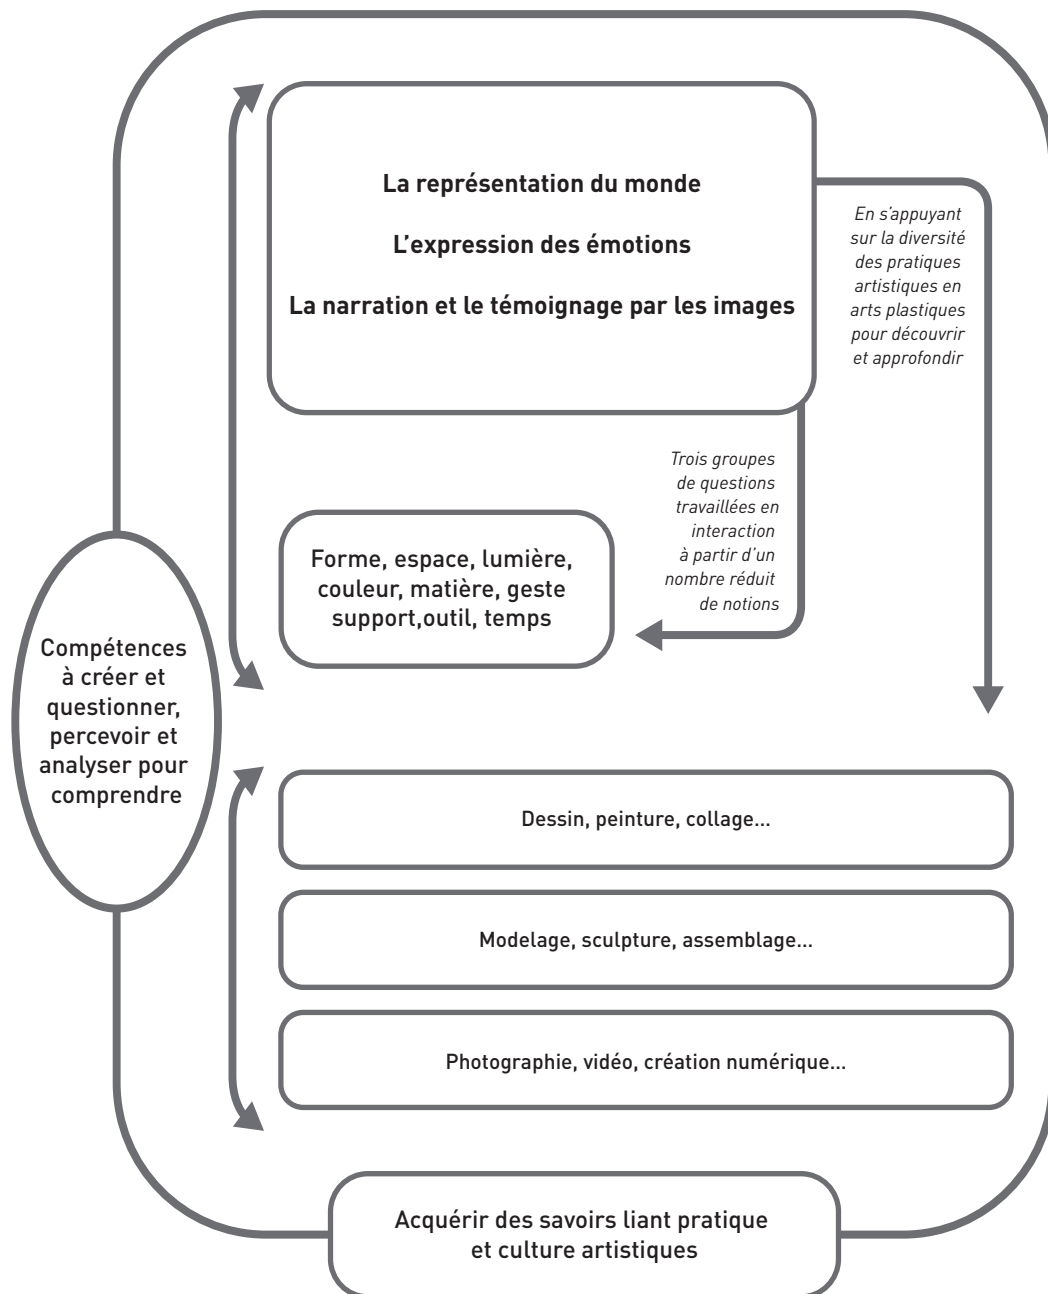 La représentation du monde
L'expression des émotions
La narration et le témoignage par les images
En s'appuyant
sur la diversité
des pratiques
artistiques en
arts plastiques
pour découvrir
et approfondir
Trois groupes
de questions
travaillées en
interaction
à partir d'un
nombre réduit
de notions
Forme, espace, lumière,
couleur, matière, geste
support,outil, temps
Compétences
à créer et
questionner,
percevoir et
analyser pour
comprendre
Dessin, peinture, collage...
Modelage, sculpture, assemblage...
Photographie, vidéo, création numérique...
Acquérir des savoirs liant pratique
et culture artistiques